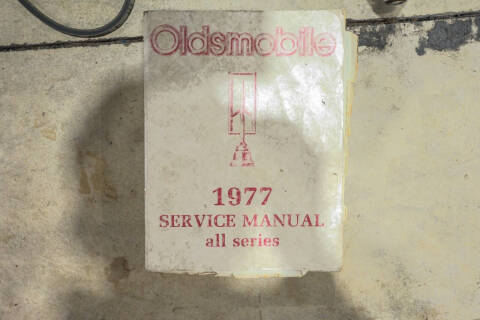 Oldsmobile
1977
SERVICE MANUAL
all series